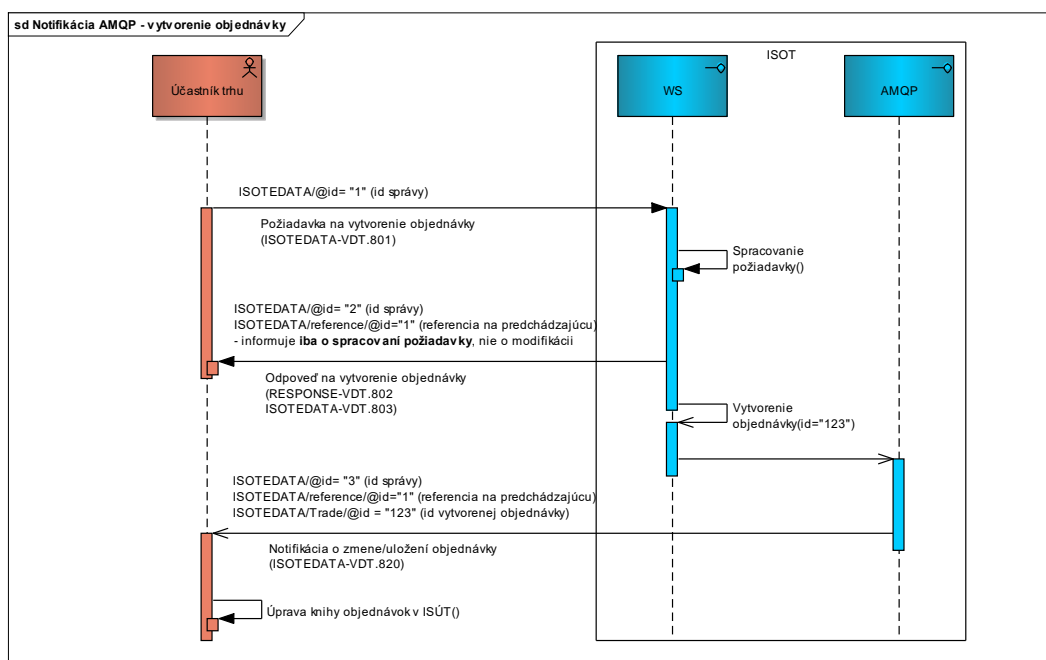 sd Notifikácia AMQP - vytvorenie objednávky
ISOT
Účastník trhu
WS
AMQP
ISOTEDATA/@id= "1" (id správy)
Požiadavka na vytvorenie objednávky
(ISOTEDATA-VDT.801)
Spracovanie
požiadavky()
ISOTEDATA/@id= "2" (id správy)
ISOTEDATA/reference/@id="1" (referencia na predchádzajúcu)
- informuje iba o spracovaní požiadavky, nie o modifikácii
Odpoveď na vytvorenie objednávky
(RESPONSE-VDT.802
ISOTEDATA-VDT.803)
Vytvorenie
objednávky(id="123")
ISOTEDATA/@id= "3" (id správy)
ISOTEDATA/reference/@id="1" (referencia na predchádzajúcu)
ISOTEDATA/Trade/@id = "123" (id vytvorenej objednávky)
Notifikácia o zmene/uložení objednávky
(ISOTEDATA-VDT.820)
Úprava knihy objednávok v ISÚT()